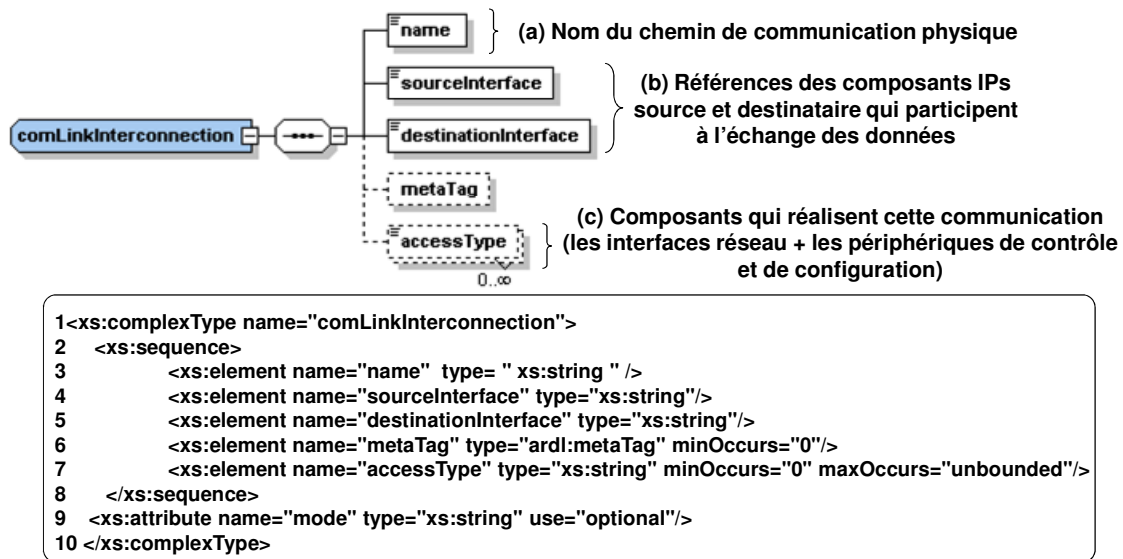 name
(a) Nom du chemin de communication physique
sourceInterface
(b) Références des composants IPs
source et destinataire qui participent
à l'échange des données
comLinkInterconnection
destinationInterface
metaTag
accessType
0..∞
(c) Composants qui réalisent cette communication
(les interfaces réseau + les périphériques de contrôle
et de configuration)
1<xs:complexType name="comLinkInterconnection">
2 <xs:sequence>
3 <xs:element name="name" type= " xs:string " />
4 <xs:element name="sourceInterface" type="xs:string"/>
5 <xs:element name="destinationInterface" type="xs:string"/>
6 <xs:element name="metaTag" type="ardl:metaTag" minOccurs="0"/>
7 <xs:element name="accessType" type="xs:string" minOccurs="0" maxOccurs="unbounded"/>
8 </xs:sequence>
9 <xs:attribute name="mode" type="xs:string" use="optional"/>
10 </xs:complexType>